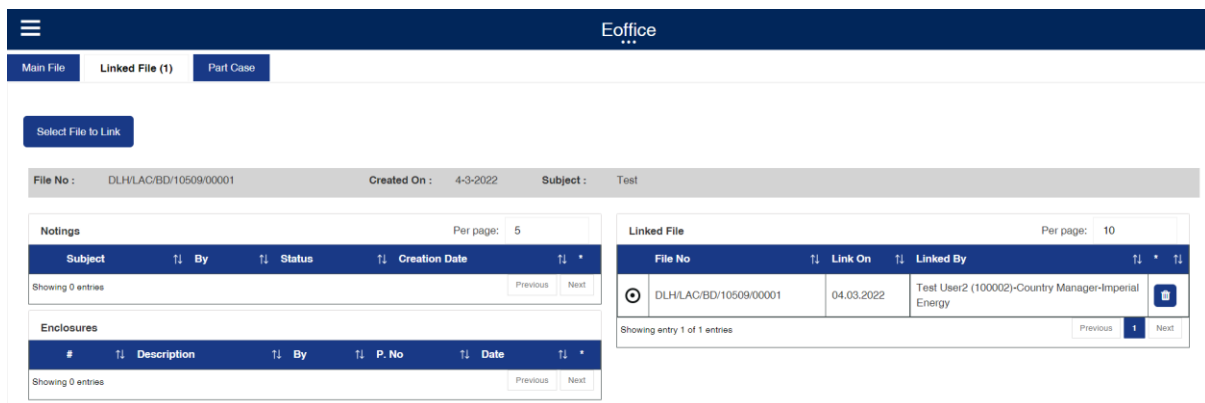 Eoffice
Main File Linked File (1) Part Case
Select File to Link
File No : DLH/LAC/BD/10509/00001 Created On : 4-3-2022 Subject : Test
Notings Per page: 5
Subject By Status Creation Date *
Showing 0 entries Previous Next
Enclosures
# Description By P. No Date *
Showing 0 entries Previous Next
Linked File Per page: 10
File No Link On Linked By *
DLH/LAC/BD/10509/00001 04.03.2022 Test User2 (100002)-Country Manager-Imperial
Energy
Showing entry 1 of 1 entries Previous 1 Next